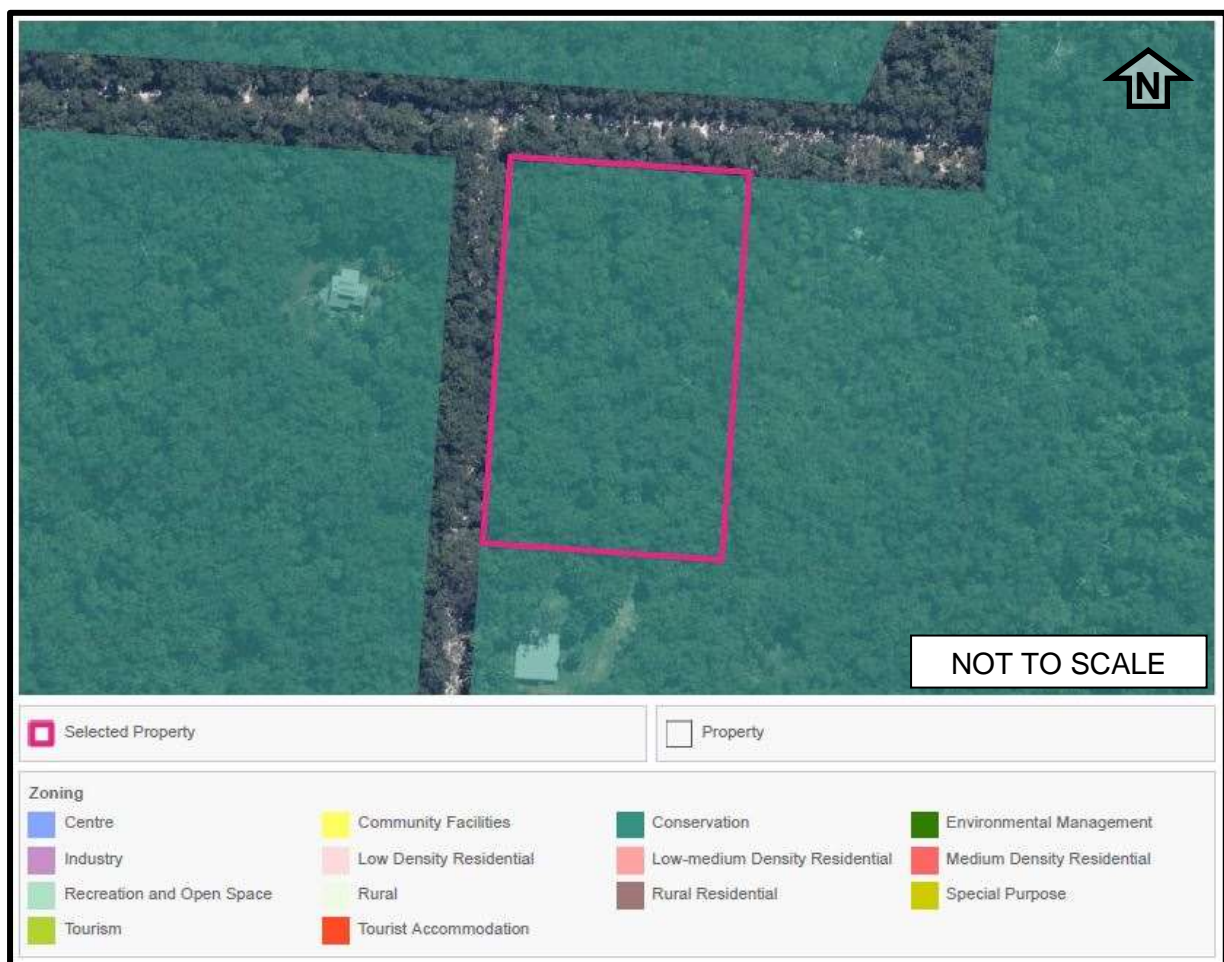 N
NOT TO SCALE
Selected Property
Property
Zoning
Centre
Community Facilities
Conservation
Environmental Management
Industry
Low Density Residential
Low-medium Density Residential
Medium Density Residential
Recreation and Open Space
Rural
Rural Residential
Special Purpose
Tourism
Tourist Accommodation